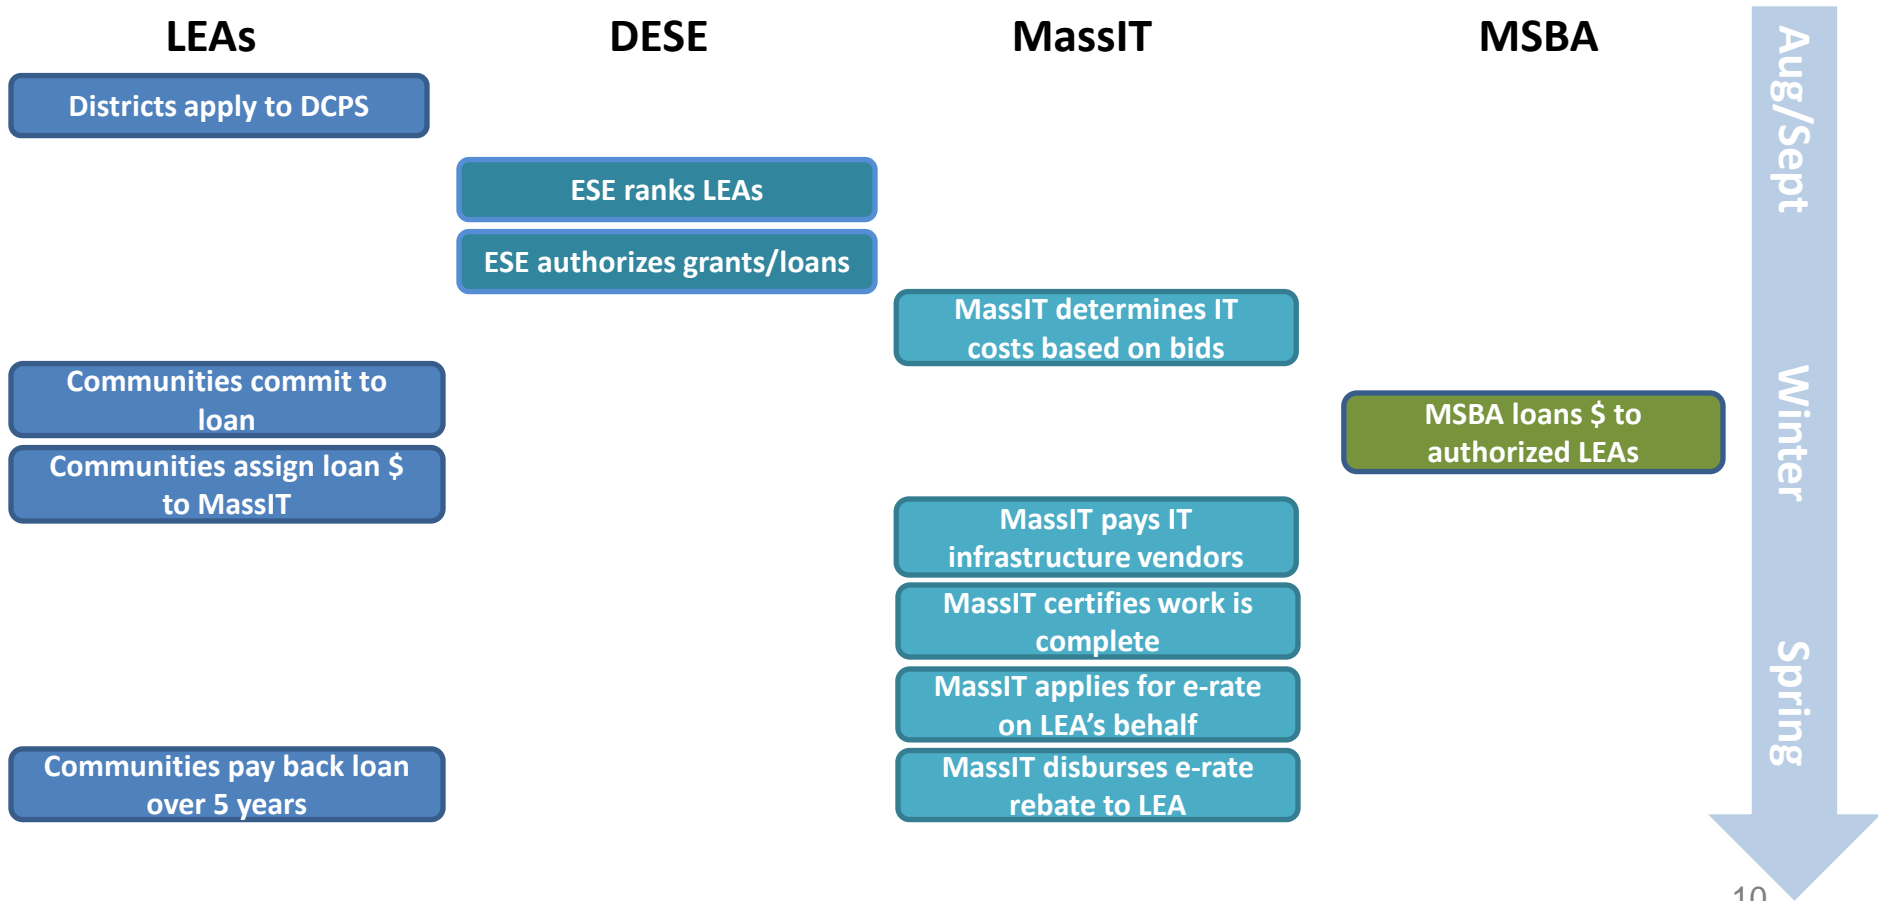 LEAs
DESE
MassIT
MSBA
Districts apply to DCPS
ESE ranks LEAs
ESE authorizes grants/loans
MassIT determines IT
costs based on bids
Communities commit to
loan
MSBA loans $ to
authorized LEAs
Communities assign loan $
to MassIT
MassIT pays IT
infrastructure vendors
MassIT certifies work is
complete
MassIT applies for e-rate
on LEA’s behalf
Communities pay back loan
over 5 years
MassIT disburses e-rate
rebate to LEA
Aug/Sept
Winter
Spring
10